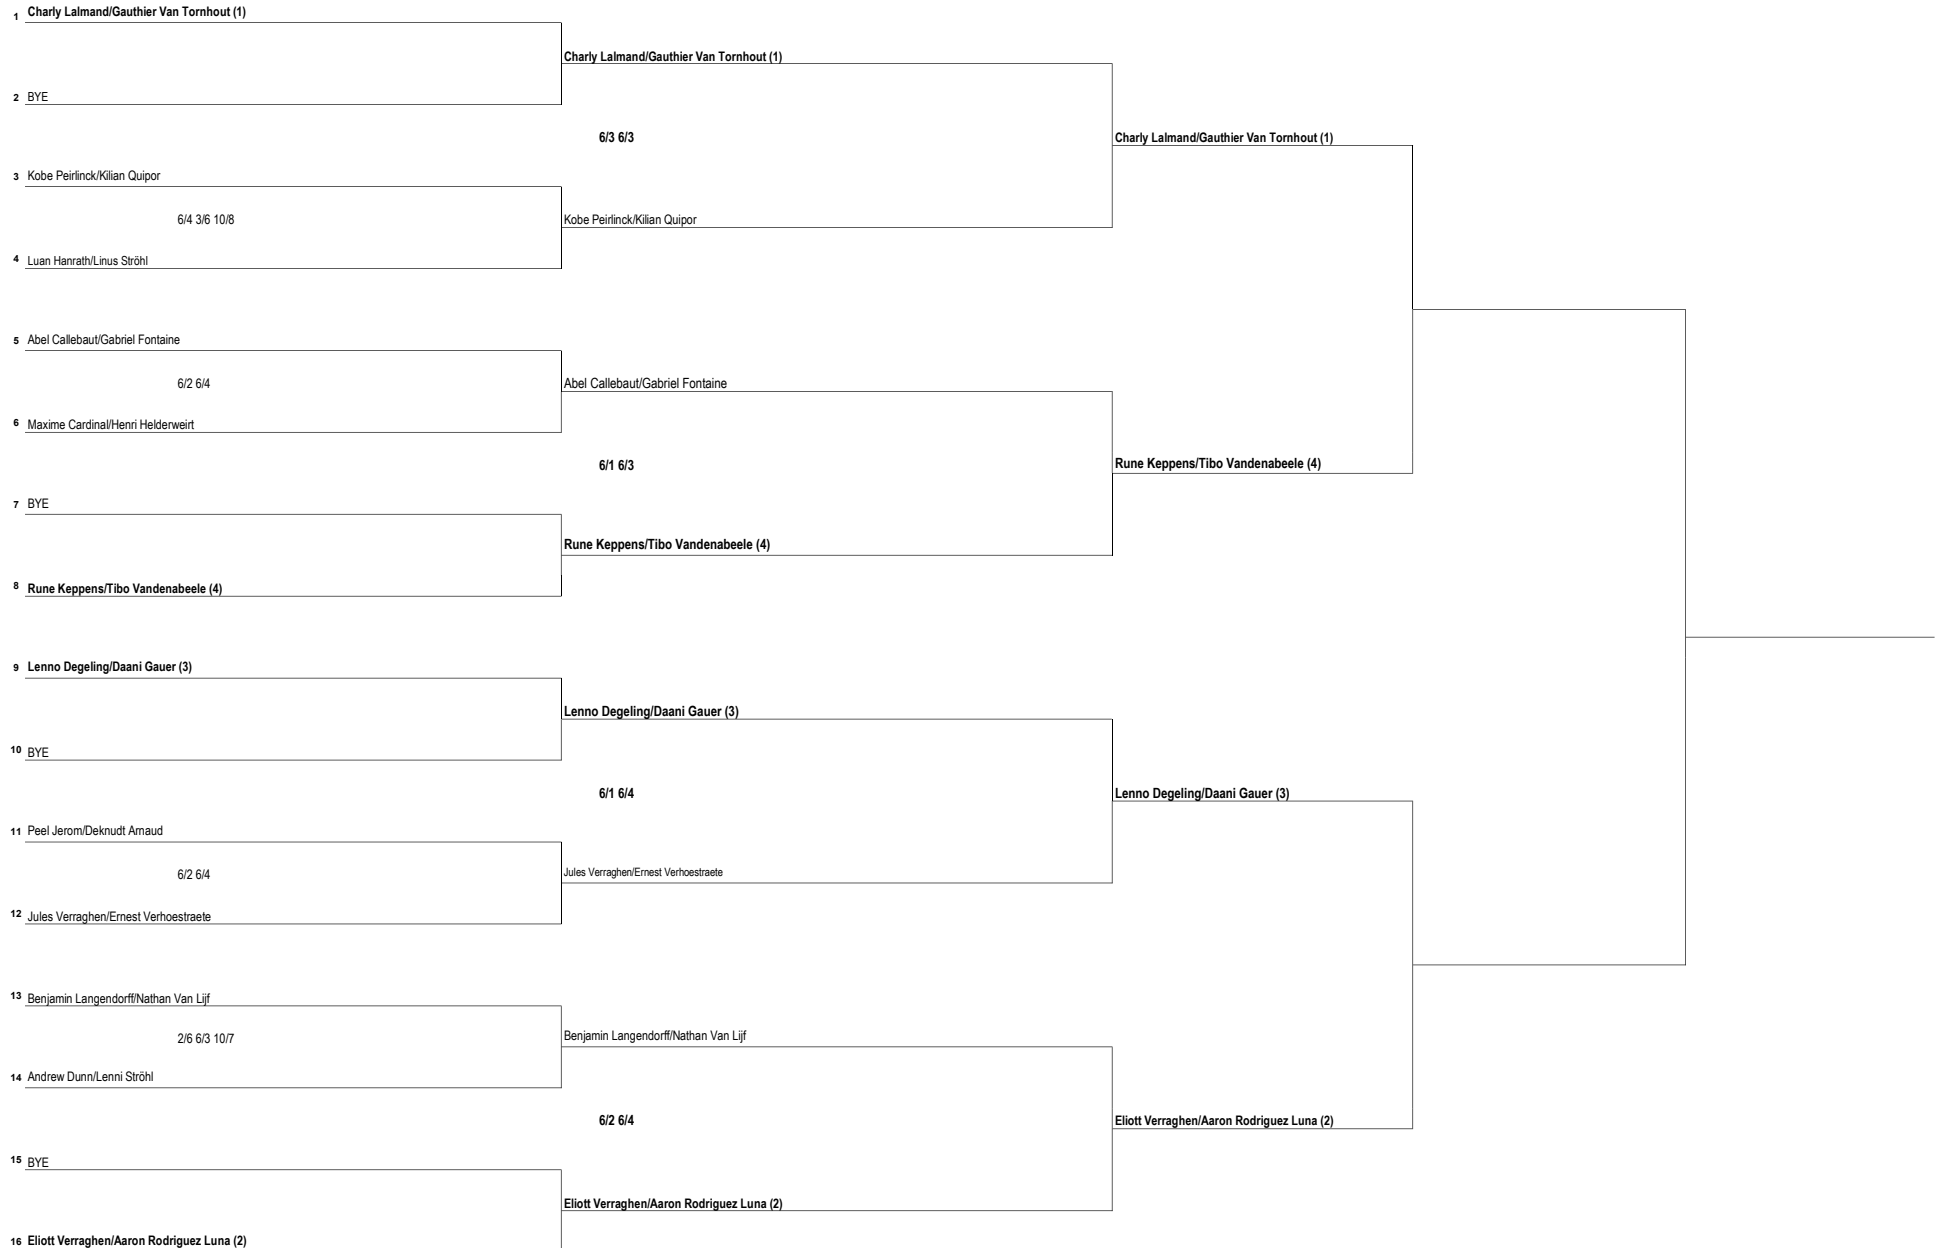 1 Charly Lalmand/Gauthier Van Tornhout (1)
Charly Lalmand/Gauthier Van Tornhout (1)
2 BYE
6/3 6/3
Charly Lalmand/Gauthier Van Tornhout (1)
3 Kobe Peirlinck/Kilian Quipor
6/4 3/6 10/8
Kobe Peirlinck/Kilian Quipor
4 Luan Hanrath/Linus Ströhl
5 Abel Callebaut/Gabriel Fontaine
6/2 6/4
Abel Callebaut/Gabriel Fontaine
6 Maxime Cardinal/Henri Helderweirt
6/1 6/3
Rune Keppens/Tibo Vandenabeele (4)
7 BYE
Rune Keppens/Tibo Vandenabeele (4)
8 Rune Keppens/Tibo Vandenabeele (4)
9 Lenno Degeling/Daani Gauer (3)
Lenno Degeling/Daani Gauer (3)
10 BYE
6/1 6/4
Lenno Degeling/Daani Gauer (3)
11 Peel Jerom/Deknudt Arnaud
6/2 6/4
Jules Verraghen/Ernest Verhoestraete
12 Jules Verraghen/Ernest Verhoestraete
13 Benjamin Langendorff/Nathan Van Lijf
2/6 6/3 10/7
Benjamin Langendorff/Nathan Van Lijf
14 Andrew Dunn/Lenni Ströhl
6/2 6/4
Eliott Verraghen/Aaron Rodriguez Luna (2)
15 BYE
Eliott Verraghen/Aaron Rodriguez Luna (2)
16 Eliott Verraghen/Aaron Rodriguez Luna (2)